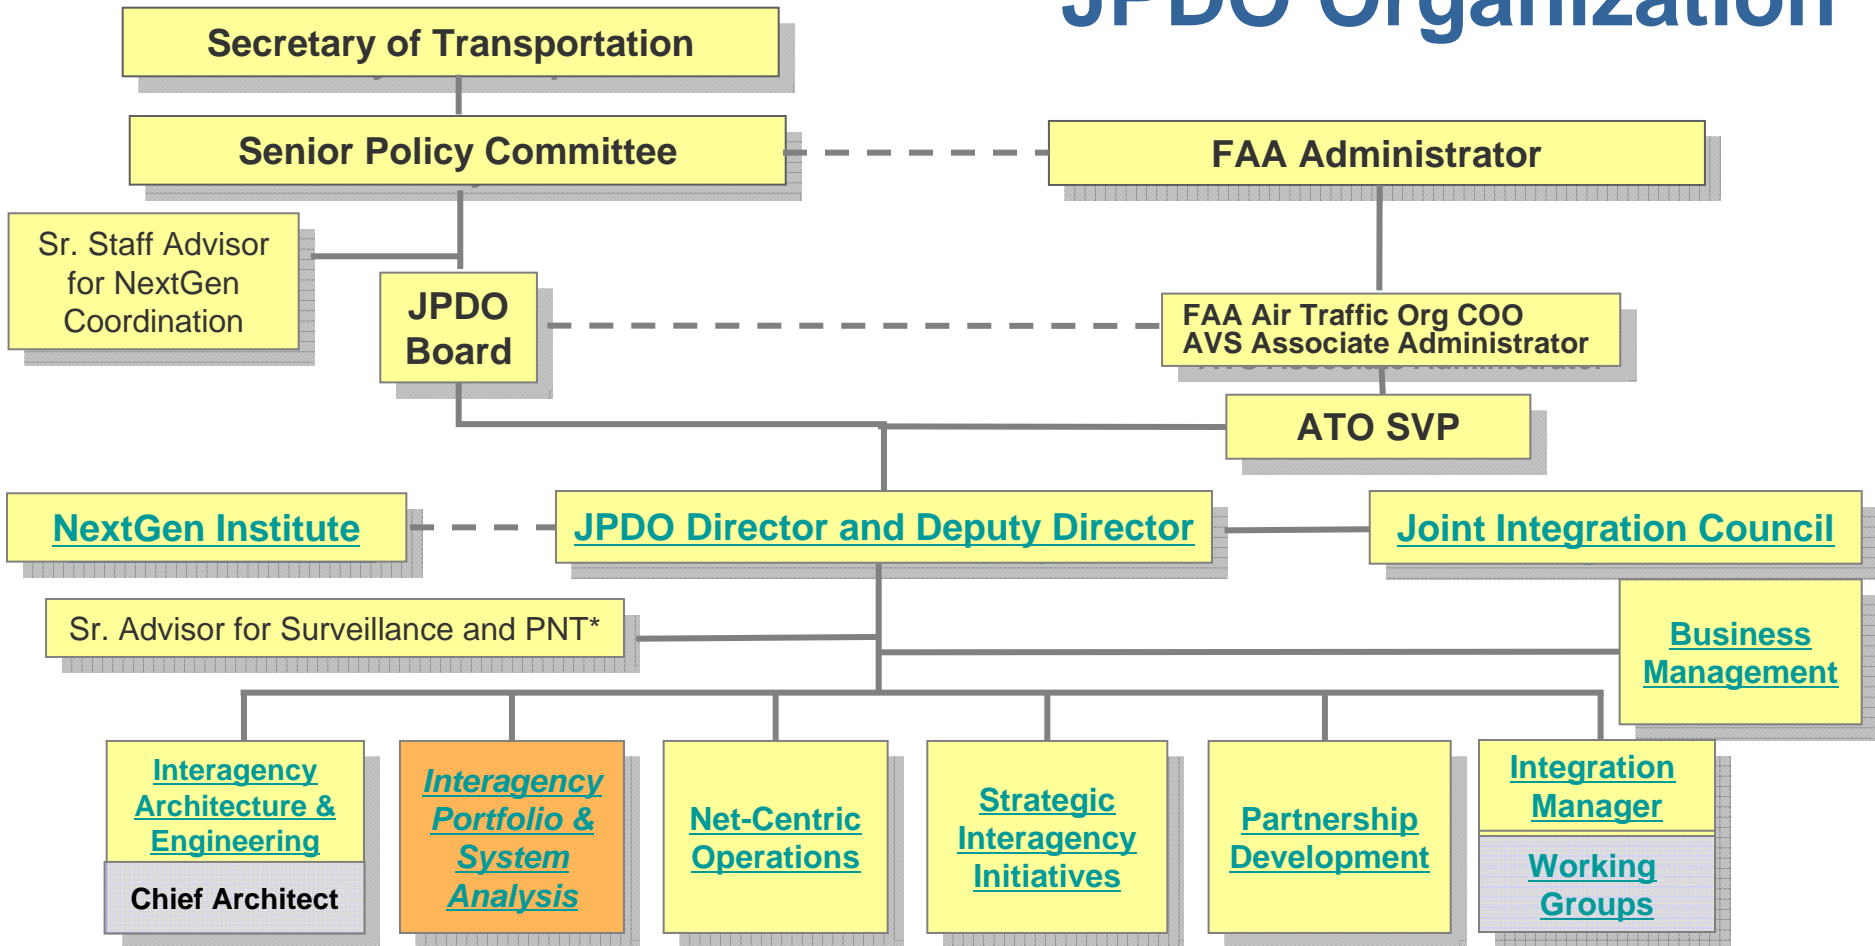 JPDO Organization
Secretary of Transportation
Senior Policy Committee
FAA Administrator
Sr. Staff Advisor
for NextGen
Coordination
JPDO
Board
FAA Air Traffic Org COO
AVS Associate Administrator
ATO SVP
NextGen Institute
JPDO Director and Deputy Director
Joint Integration Council
Sr. Advisor for Surveillance and PNT*
Business
Management
Interagency
Architecture &
Engineering
Chief Architect
Interagency
Portfolio &
System
Analysis
Net-Centric
Operations
Strategic
Interagency
Initiatives
Partnership
Development
Integration
Manager
Working
Groups